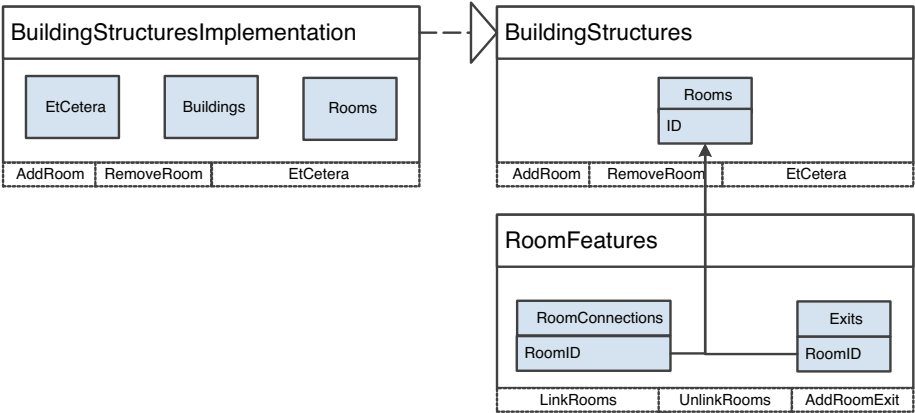 BuildingStructuresImplementation
EtCetera
Buildings
Rooms
AddRoom
RemoveRoom
EtCetera
BuildingStructures
Rooms
ID
AddRoom
RemoveRoom
EtCetera
RoomFeatures
RoomConnections
RoomID
Exits
RoomID
LinkRooms
UnlinkRooms
AddRoomExit